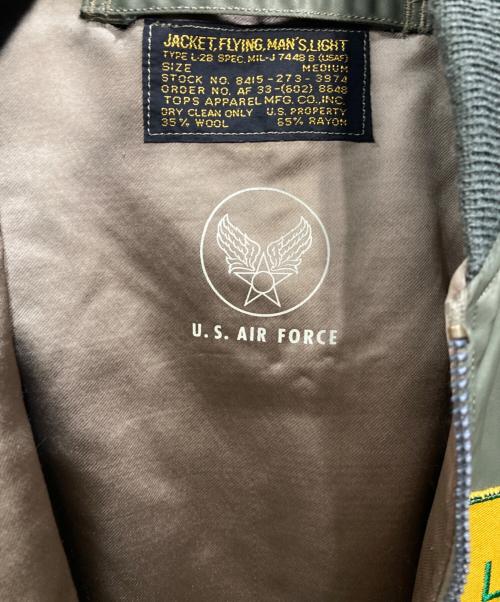 JACKET, FLYING, MAN'S, LIGHT
TYPE L-2B SPEC. MIL-J 7448 B (USAF)
SIZE MEDIUM
STOCK NO. 8415-273-3974
ORDER NO. AF 33-(602) 8648
TOPS APPAREL MFG. CO., INC.
DRY CLEAN ONLY U.S. PROPERTY
35% WOOL 65% RAYON
U.S. AIR FORCE